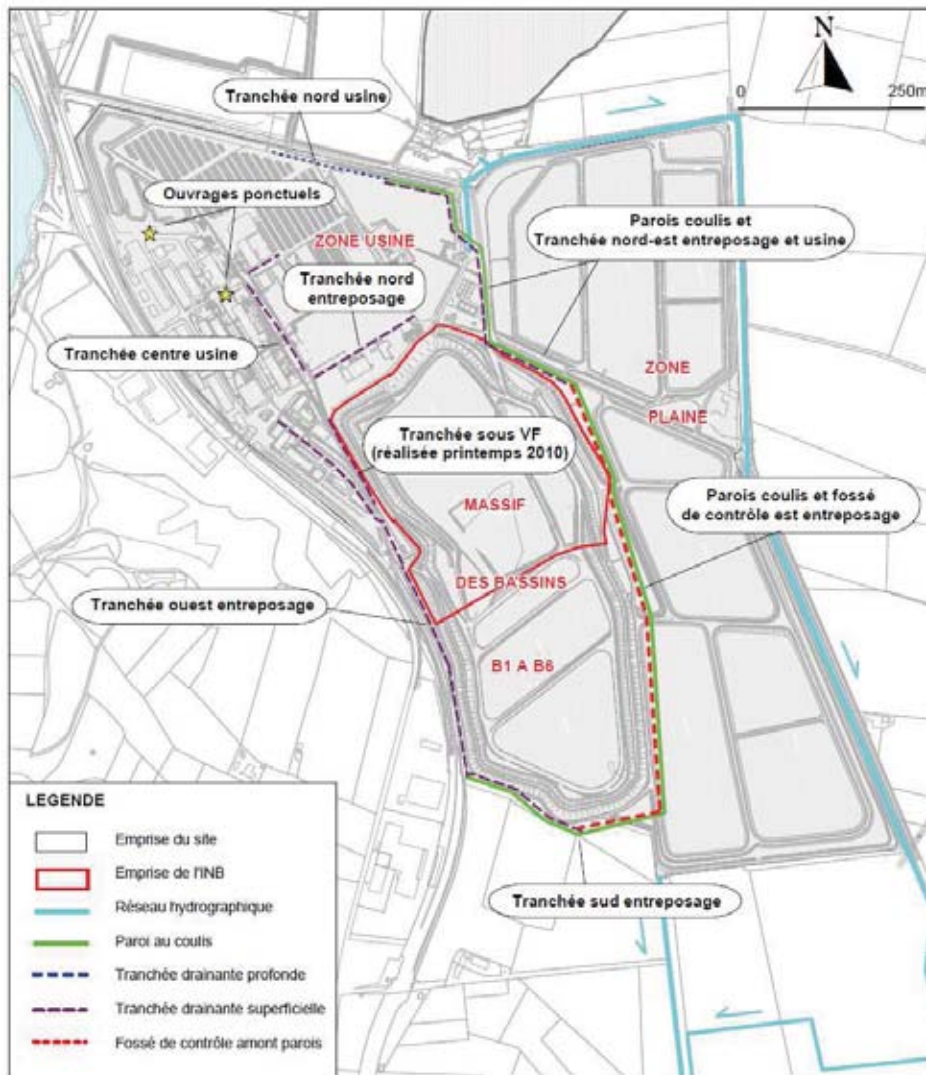 N
0
250m
Tranchée nord usine
Ouvrages ponctuels
ZONE USINE
Parois coulis et
Tranchée nord-est entreposage et usine
Tranchée nord
entreposage
Tranchée centre usine
ZONE
PLAINE
Tranchée sous VF
(réalisée printemps 2010)
Parois coulis et fossé
de contrôle est entreposage
MASSIF
DES BASSINS
Tranchée ouest entreposage
B1 A B6
LEGENDE
Emprise du site
Emprise de l'INB
Réseau hydrographique
Paroi au coulis
Tranchée drainante profonde
Tranchée drainante superficielle
Fossé de contrôle amont parois
Tranchée sud entreposage